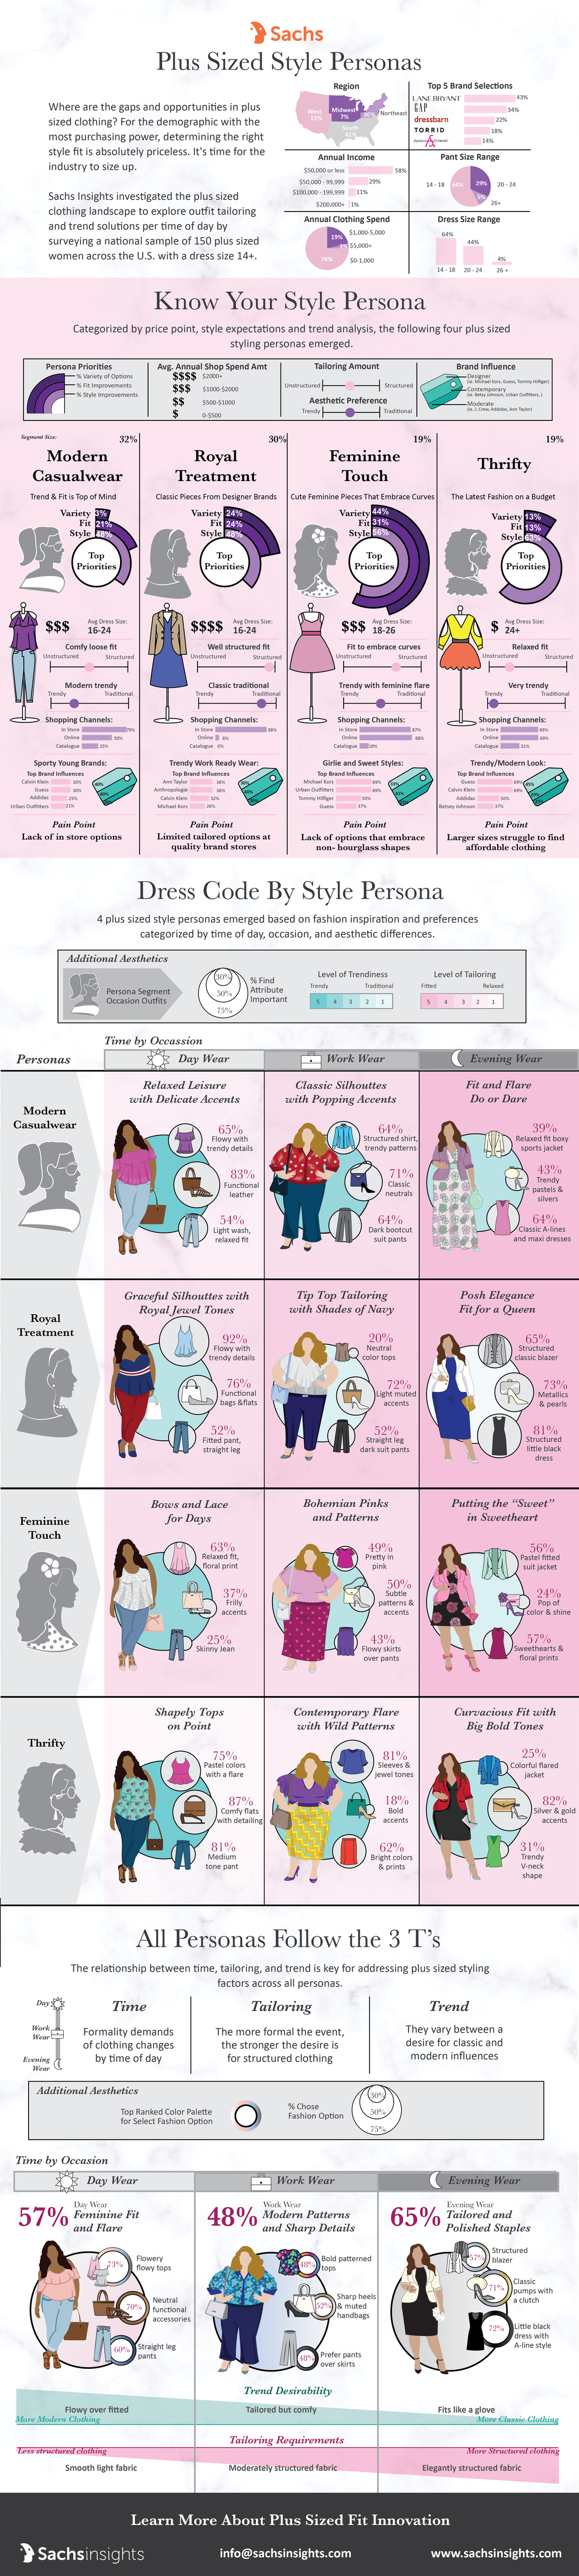 Sachs
Plus Sized Style Personas
Where are the gaps and opportunities in plus
sized clothing? For the demographic with the
most purchasing power, determining the right
style fit is absolutely priceless. It's time for the
industry to size up.
Sachs Insights investigated the plus sized
clothing landscape to explore outfit tailoring
and trend solutions per time of day by
surveying a national sample of 150 plus sized
women across the U.S. with a dress size 14+.
Region
West
Midwest
7%
Northeast
South
Top 5 Brand Selections
LANE BRYANT 43%
GAP 34%
dressbarn 22%
TORRID 18%
14%
Annual Income
$50,000 or less 58%
$50,000 - 99,999 29%
$100,000 - 199,999 11%
$200,000+ 1%
Pant Size Range
14 - 18 64%
29% 20 - 24
5% 26+
Annual Clothing Spend
19% $1,000-5,000
$5,000+
76% $0-1,000
Dress Size Range
64%
44%
4%
14 - 18 20 - 24 26 +
Know Your Style Persona
Categorized by price point, style expectations and trend analysis, the following four plus sized
styling personas emerged.
Persona Priorities
% Variety of Options
% Fit Improvements
% Style Improvements
Avg. Annual Shop Spend Amt
$$$$ $2000+
$$$ $1000-$2000
$$ $500-$1000
$ 0-$500
Tailoring Amount
Unstructured Structured
Aesthetic Preference
Trendy Traditional
Brand Influence
Designer
(ie. Michael Kors, Guess, Tommy Hilfiger)
Contemporary
(ie. Betsy Johnson, Urban Outfitters, )
Moderate
(ie. J. Crew, Addidas, Ann Taylor)
Segment Size: 32%
Modern
Casualwear
Trend & Fit is Top of Mind
Variety 3%
Fit 21%
Style 48%
Top
Priorities
$$$ Avg Dress Size:
16-24
Comfy loose fit
Unstructured Structured
Modern trendy
Trendy Traditional
Shopping Channels:
In Store 79%
Online 50%
Catalogue 25%
Sporty Young Brands:
Top Brand Influences
Calvin Klein 30%
Guess 30%
Addidas 25%
Urban Outfitters 21%
Pain Point
Lack of in store options
30%
Royal
Treatment
Classic Pieces From Designer Brands
Variety 24%
Fit 24%
Style 48%
Top
Priorities
$$$$ Avg Dress Size:
16-24
Well structured fit
Unstructured Structured
Classic traditional
Trendy Traditional
Shopping Channels:
In Store 88%
Online 6%
Catalogue 0%
Trendy Work Ready Wear:
Top Brand Influences
Ann Taylor 36%
Anthropologie 36%
Calvin Klein 32%
Michael Kors 26%
Pain Point
Limited tailored options at
quality brand stores
19%
Feminine
Touch
Cute Feminine Pieces That Embrace Curves
Variety 44%
Fit 31%
Style 66%
Top
Priorities
$$$ Avg Dress Size:
18-26
Fit to embrace curves
Unstructured Structured
Trendy with feminine flare
Trendy Traditional
Shopping Channels:
In Store 87%
Online 88%
Catalogue 18%
Girlie and Sweet Styles:
Top Brand Influences
Michael Kors 69%
Guess 69%
Tommy Hilfiger 50%
Guess 37%
Pain Point
Lack of options that embrace
non- hourglass shapes
19%
Thrifty
The Latest Fashion on a Budget
Variety 13%
Fit 13%
Style 63%
Top
Priorities
$ Avg Dress Size:
24+
Relaxed fit
Unstructured Structured
Very trendy
Trendy Traditional
Shopping Channels:
In Store 69%
Online 69%
Catalogue 31%
Trendy/Modern Look:
Top Brand Influences
Guess 69%
Calvin Klein 69%
Addidas 50%
Betsey Johnson 37%
Pain Point
Larger sizes struggle to find
affordable clothing
Dress Code By Style Persona
4 plus sized style personas emerged based on fashion inspiration and preferences
categorized by time of day, occasion, and aesthetic differences.
Additional Aesthetics
Persona Segment
Occasion Outfits
30%
50%
75%
% Find
Attribute
Important
Level of Trendiness
Trendy Traditional
5 4 3 2 1
Level of Tailoring
Fitted Relaxed
5 4 3 2 1
Time by Occassion
Personas
Day Wear
Work Wear
Evening Wear
Modern
Casualwear
Relaxed Leisure
with Delicate Accents
65%
Flowy with
trendy details
83%
Functional
leather
54%
Light wash,
relaxed fit
Classic Silhouttes
with Popping Accents
64%
Structured shirt,
trendy patterns
71%
Classic
neutrals
64%
Dark bootcut
suit pants
Fit and Flare
Do or Dare
39%
Relaxed fit boxy
sports jacket
43%
Trendy
pastels &
silvers
64%
Classic A-lines
and maxi dresses
Royal
Treatment
Graceful Silhouttes with
Royal Jewel Tones
92%
Flowy with
trendy details
76%
Functional
bags &flats
52%
Fitted pant,
straight leg
Tip Top Tailoring
with Shades of Navy
20%
Neutral
color tops
72%
Light muted
accents
52%
Straight leg
dark suit pants
Posh Elegance
Fit for a Queen
65%
Structured
classic blazer
73%
Metallics
& pearls
81%
Structured
little black
dress
Feminine
Touch
Bows and Lace
for Days
63%
Relaxed fit,
floral print
37%
Frilly
accents
25%
Skinny Jean
Bohemian Pinks
and Patterns
49%
Pretty in
pink
50%
Subtle
patterns &
accents
43%
Flowy skirts
over pants
Putting the “Sweet”
in Sweetheart
56%
Pastel fitted
suit jacket
24%
Pop of
color & shine
57%
Sweethearts &
floral prints
Thrifty
Shapely Tops
on Point
75%
Pastel colors
with a flare
87%
Comfy flats
with detailing
81%
Medium
tone pant
Contemporary Flare
with Wild Patterns
81%
Sleeves &
jewel tones
18%
Bold
accents
62%
Bright colors
& prints
Curvacious Fit with
Big Bold Tones
25%
Colorful flared
jacket
82%
Silver & gold
accents
31%
Trendy
V-neck
shape
All Personas Follow the 3 T’s
The relationship between time, tailoring, and trend is key for addressing plus sized styling
factors across all personas.
Day
Work
Wear
Evening
Wear
Time
Formality demands
of clothing changes
by time of day
Tailoring
The more formal the event,
the stronger the desire is
for structured clothing
Trend
They vary between a
desire for classic and
modern influences
Additional Aesthetics
Top Ranked Color Palette
for Select Fashion Option
% Chose
Fashion Option
30%
50%
75%
Time by Occasion
Day Wear
Work Wear
Evening Wear
57% Day Wear
Feminine Fit
and Flare
73% Flowery
flowy tops
70% Neutral
functional
accessories
60% Straight leg
pants
48% Work Wear
Modern Patterns
and Sharp Details
48% Bold patterned
tops
52% Sharp heels
& muted
handbags
48% Prefer pants
over skirts
65% Evening Wear
Tailored and
Polished Staples
57% Structured
blazer
71% Classic
pumps with
a clutch
72% Little black
dress with
A-line style
Trend Desirability
Flowy over fitted
Tailored but comfy
Fits like a glove
More Modern Clothing
More Classic Clothing
Tailoring Requirements
Less structured clothing
More Structured clothing
Smooth light fabric
Moderately structured fabric
Elegantly structured fabric
Learn More About Plus Sized Fit Innovation
Sachsinsights
info@sachsinsights.com
www.sachsinsights.com